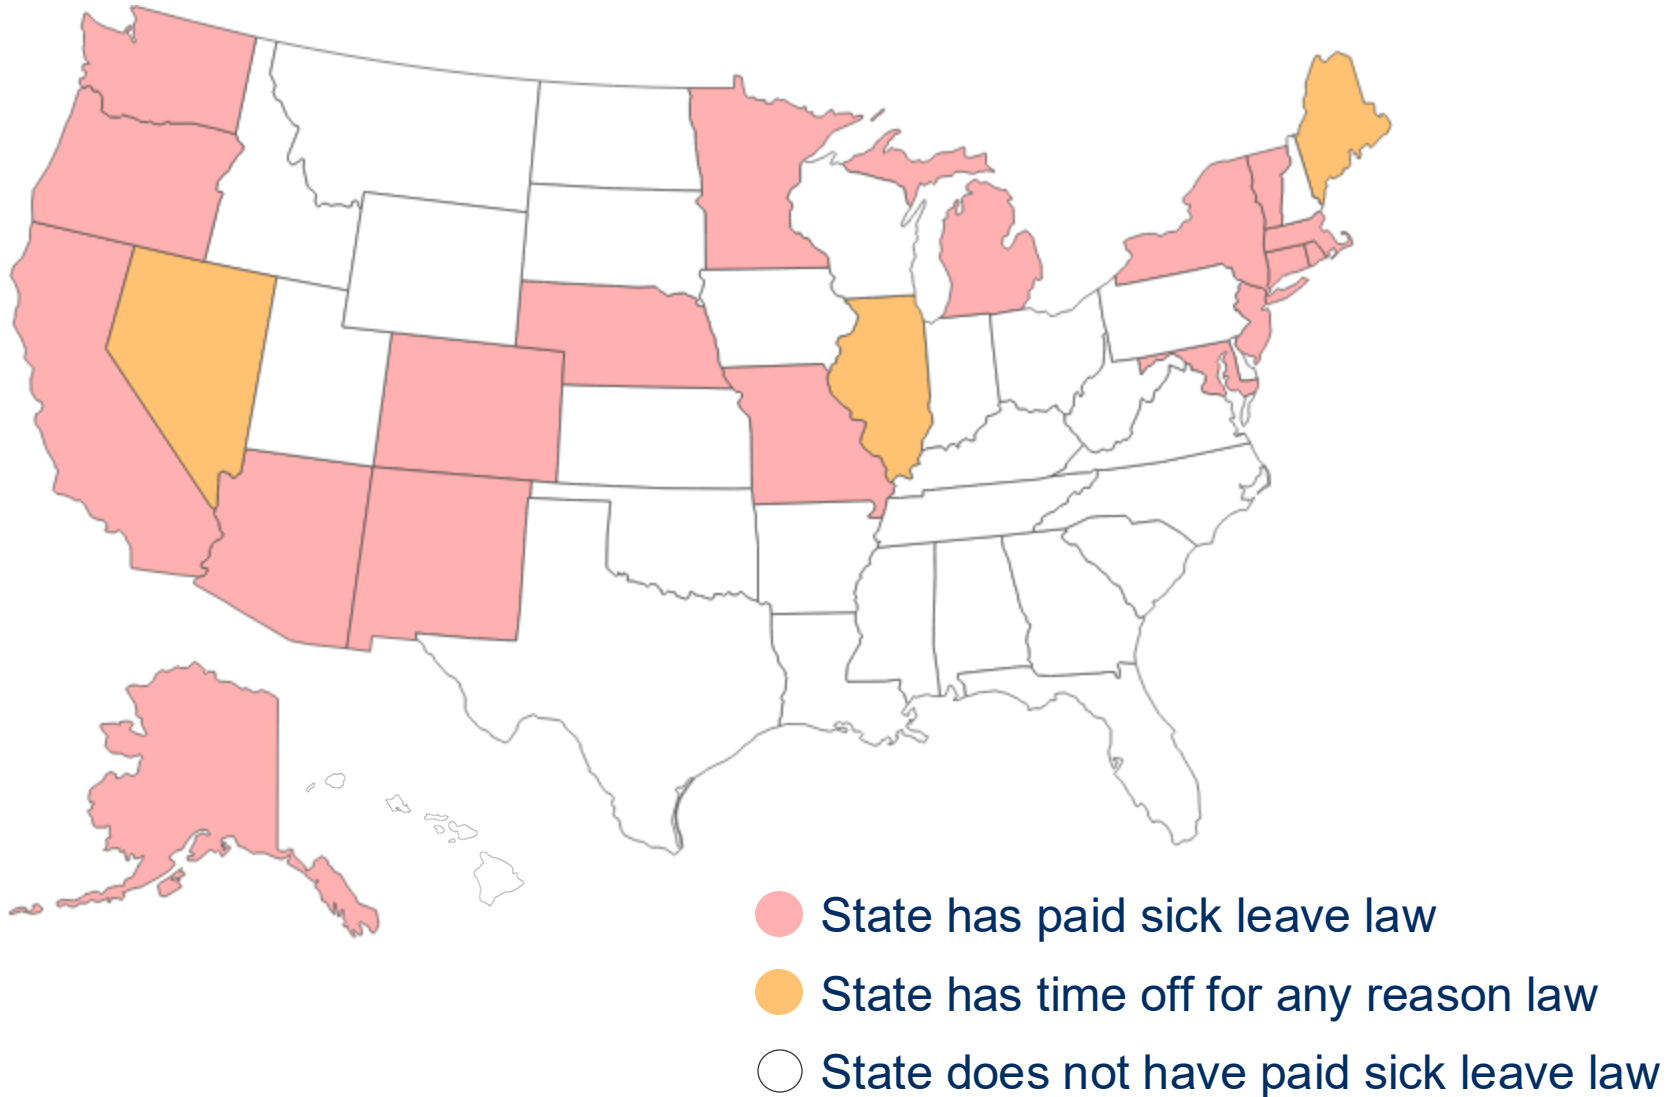 State has paid sick leave law
State has time off for any reason law
State does not have paid sick leave law